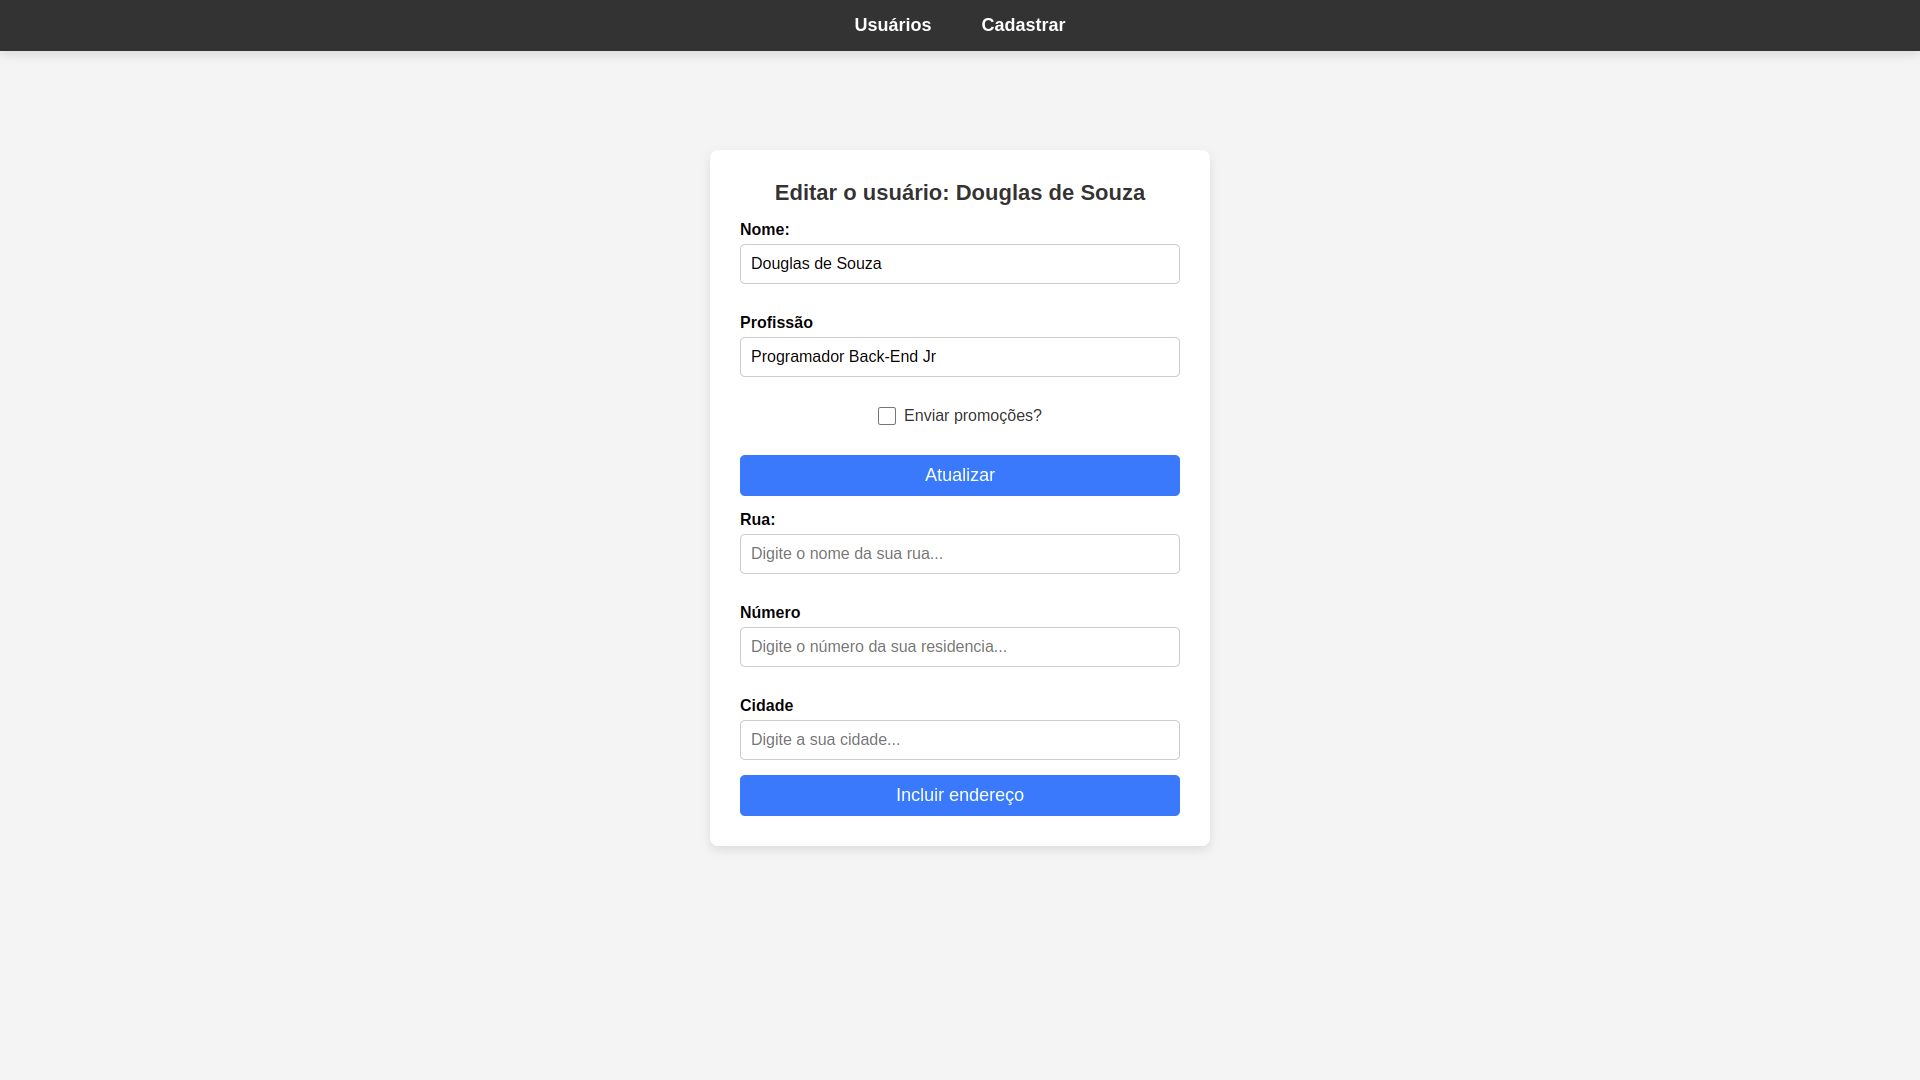 Usuários Cadastrar
Editar o usuário: Douglas de Souza
Nome:
Douglas de Souza
Profissão
Programador Back-End Jr
Enviar promoções?
Atualizar
Rua:
Digite o nome da sua rua...
Número
Digite o número da sua residencia...
Cidade
Digite a sua cidade...
Incluir endereço